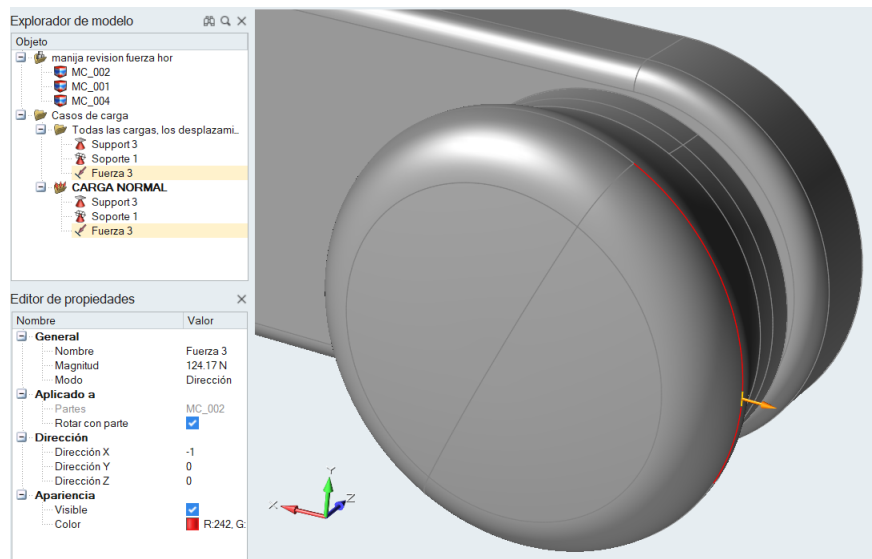 Explorador de modelo
Objeto
manija revision fuerza hor
MC_002
MC_001
MC_004
Casos de carga
Todas las cargas, los desplazami...
Support 3
Soporte 1
Fuerza 3
CARGA NORMAL
Support 3
Soporte 1
Fuerza 3
Editor de propiedades
Nombre Valor
General
Nombre Fuerza 3
Magnitud 124.17 N
Modo Dirección
Aplicado a
Partes MC_002
Rotar con parte
Dirección
Dirección X -1
Dirección Y 0
Dirección Z 0
Apariencia
Visible
Color R:242, G:
Y
X Z